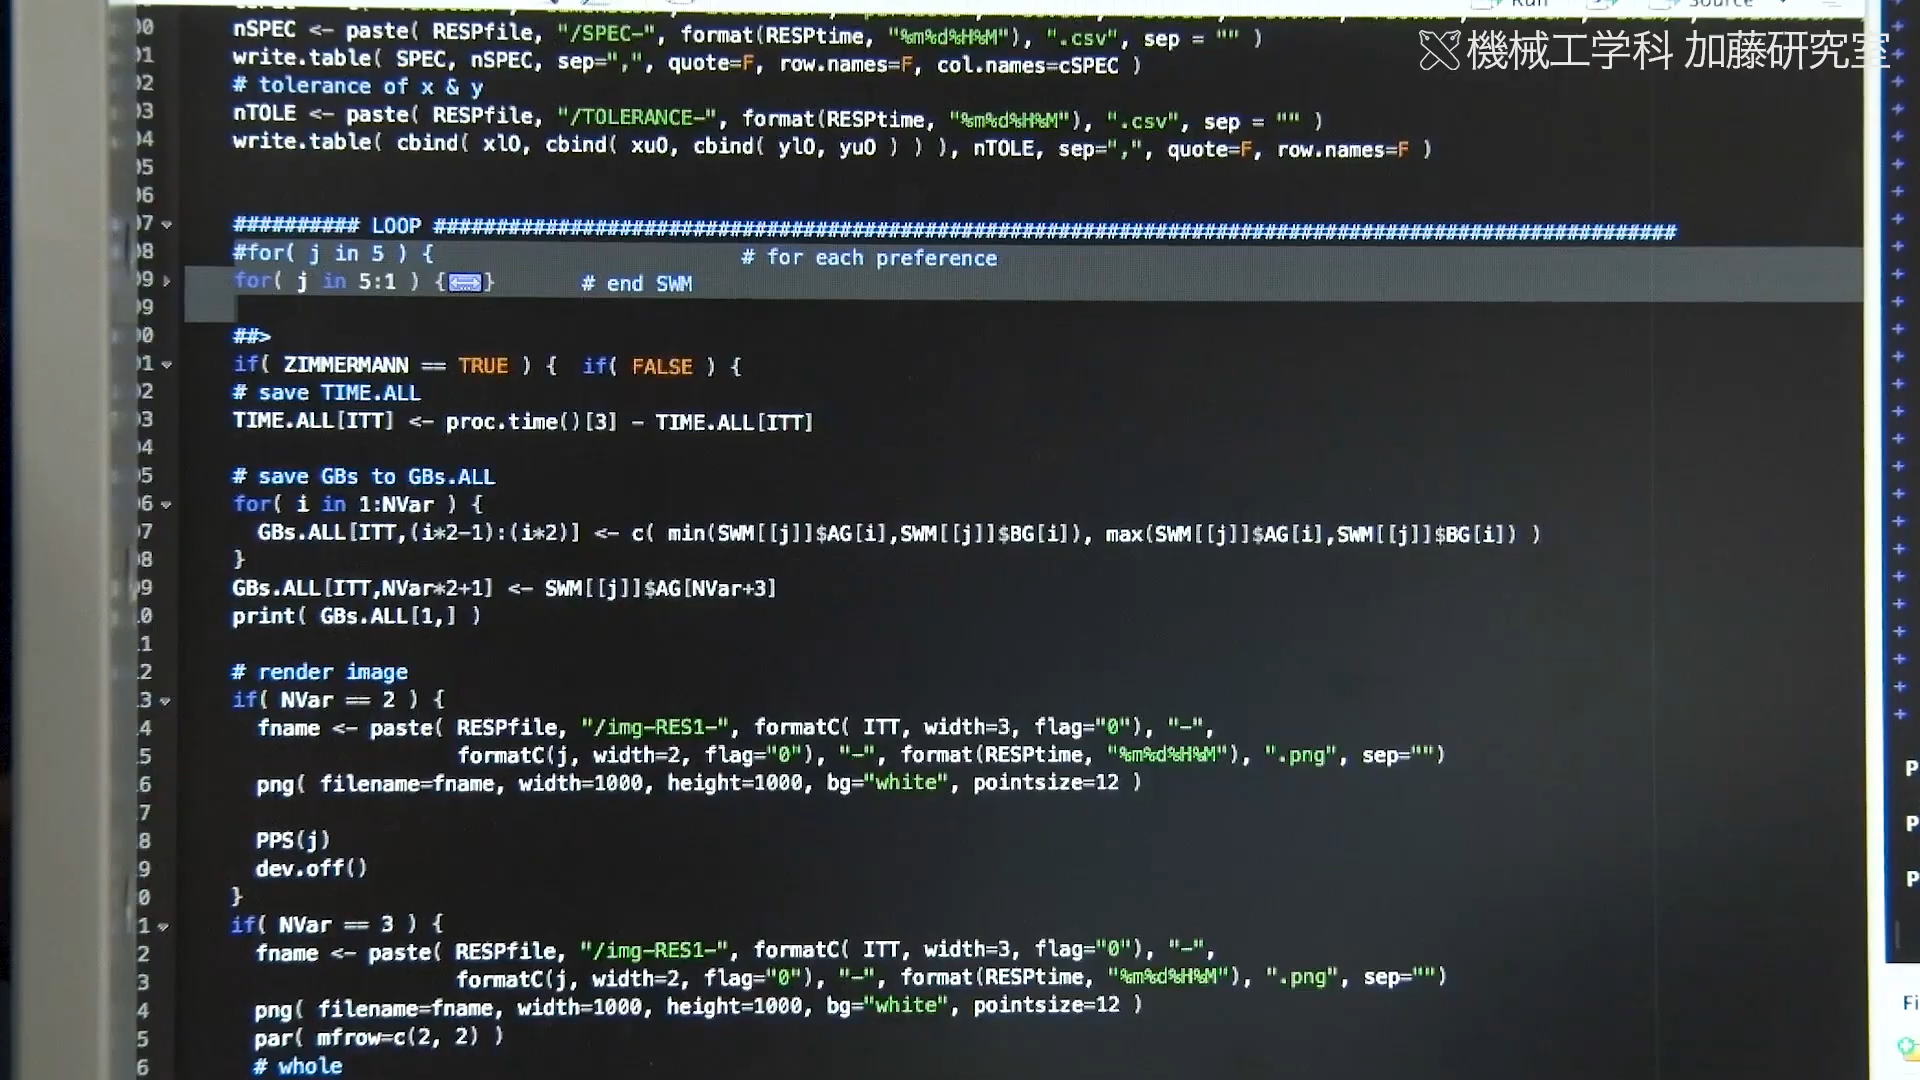 Run
Source
機械工学科 加藤研究室
nSPEC <- paste( RESPfile, "/SPEC-", format(RESPtime, "%m%d%H%M"), ".csv", sep = "" )
write.table( SPEC, nSPEC, sep=",", quote=F, row.names=F, col.names=cSPEC )
# tolerance of x & y
nTOLE <- paste( RESPfile, "/TOLERANCE-", format(RESPtime, "%m%d%H%M"), ".csv", sep = "" )
write.table( cbind( xlO, cbind( xuO, cbind( ylO, yuO ) ) ), nTOLE, sep=",", quote=F, row.names=F )
########## LOOP ####################################################################################################
#for( j in 5 ) { # for each preference
for( j in 5:1 ) {} # end SWM
##>
if( ZIMMERMANN == TRUE ) { if( FALSE ) {
# save TIME.ALL
TIME.ALL[ITT] <- proc.time()[3] - TIME.ALL[ITT]
# save GBs to GBs.ALL
for( i in 1:NVar ) {
GBs.ALL[ITT,(i*2-1):(i*2)] <- c( min(SWM[[j]]$AG[i],SWM[[j]]$BG[i]), max(SWM[[j]]$AG[i],SWM[[j]]$BG[i]) )
}
GBs.ALL[ITT,NVar*2+1] <- SWM[[j]]$AG[NVar+3]
print( GBs.ALL[1,] )
# render image
if( NVar == 2 ) {
fname <- paste( RESPfile, "/img-RES1-", formatC( ITT, width=3, flag="0"), "-",
formatC(j, width=2, flag="0"), "-", format(RESPtime, "%m%d%H%M"), ".png", sep="")
png( filename=fname, width=1000, height=1000, bg="white", pointsize=12 )
PPS(j)
dev.off()
}
if( NVar == 3 ) {
fname <- paste( RESPfile, "/img-RES1-", formatC( ITT, width=3, flag="0"), "-",
formatC(j, width=2, flag="0"), "-", format(RESPtime, "%m%d%H%M"), ".png", sep="")
png( filename=fname, width=1000, height=1000, bg="white", pointsize=12 )
par( mfrow=c(2, 2) )
# whole